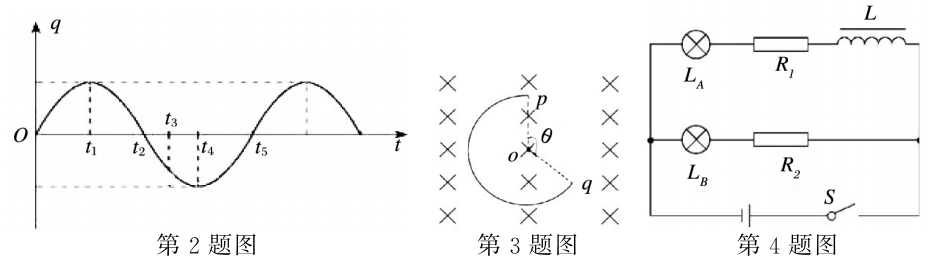 q
O
t₁
t₂
t₃
t₄
t₅
t
第2题图
p
θ
o
q
第3题图
L
L_A
R₁
L_B
R₂
S
第4题图